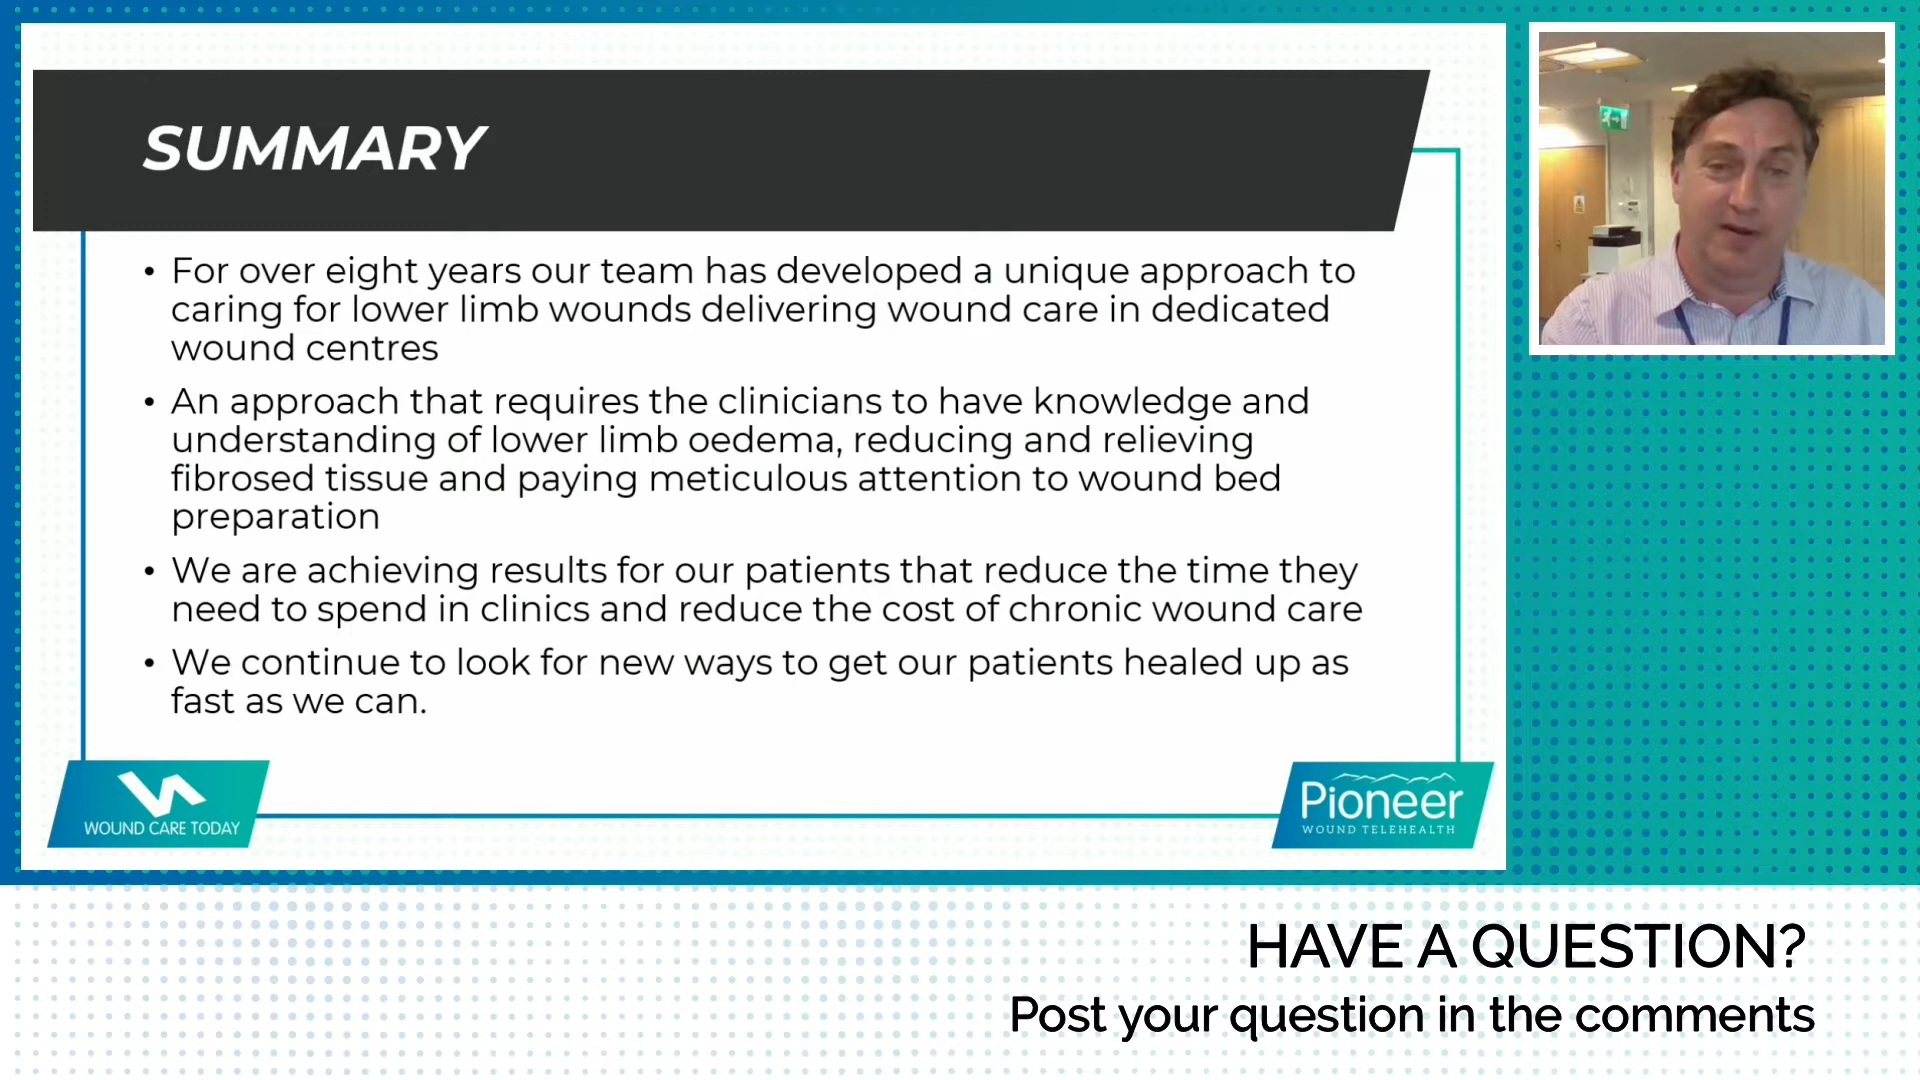 SUMMARY
• For over eight years our team has developed a unique approach to
caring for lower limb wounds delivering wound care in dedicated
wound centres
• An approach that requires the clinicians to have knowledge and
understanding of lower limb oedema, reducing and relieving
fibrosed tissue and paying meticulous attention to wound bed
preparation
• We are achieving results for our patients that reduce the time they
need to spend in clinics and reduce the cost of chronic wound care
• We continue to look for new ways to get our patients healed up as
fast as we can.
WOUND CARE TODAY
Pioneer
WOUND TELEHEALTH
HAVE A QUESTION?
Post your question in the comments